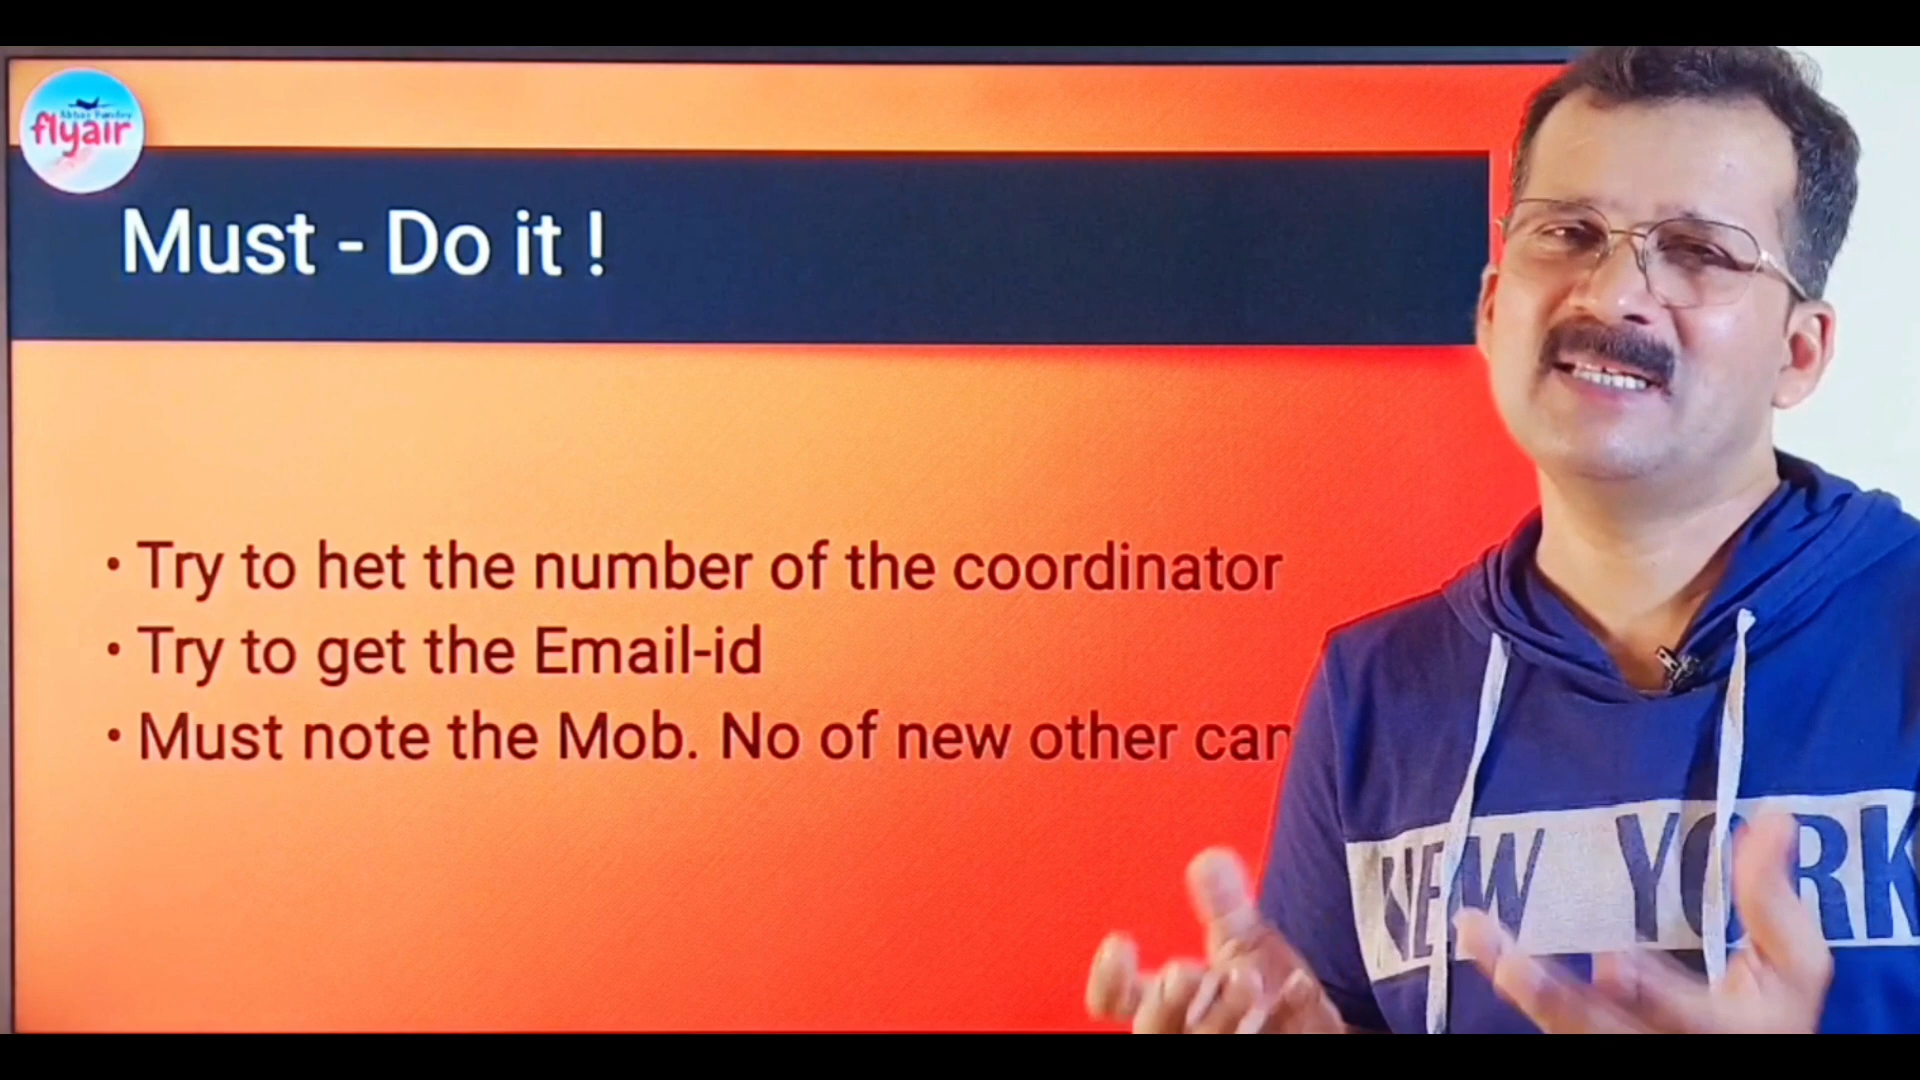 flyair
Must - Do it !
• Try to het the number of the coordinator
• Try to get the Email-id
• Must note the Mob. No of new other
NEW YORK